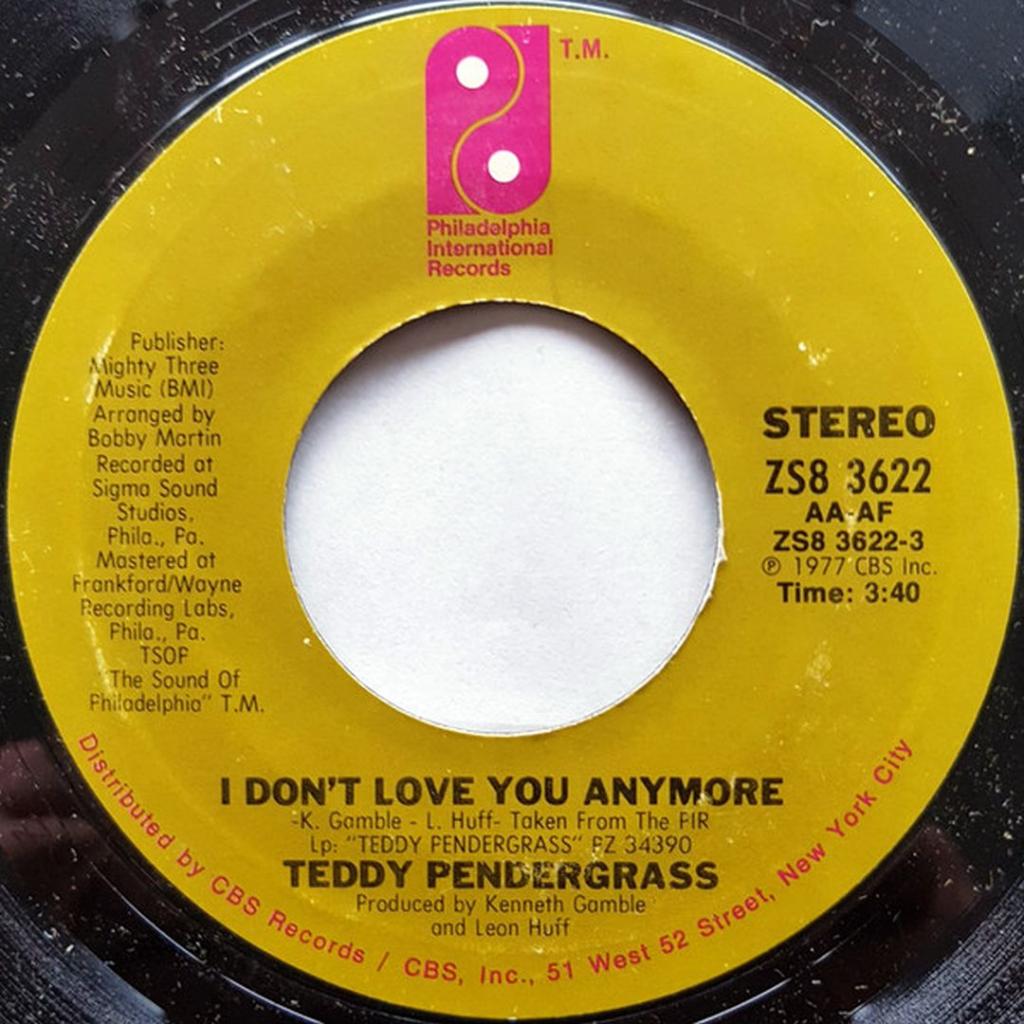 T.M.
Philadelphia
International
Records
Publisher:
Mighty Three
Music (BMI)
Arranged by
Bobby Martin
Recorded at
Sigma Sound
Studios,
Phila., Pa.
Mastered at
Frankford/Wayne
Recording Labs,
Phila., Pa.
TSOP
"The Sound Of
Philadelphia" T.M.
STEREO
ZS8 3622
AA-AF
ZS8 3622-3
℗ 1977 CBS Inc.
Time: 3:40
I DON'T LOVE YOU ANYMORE
-K. Gamble - L. Huff- Taken From The PIR
Lp: "TEDDY PENDERGRASS" PZ 34390
TEDDY PENDERGRASS
Produced by Kenneth Gamble
and Leon Huff
Distributed by CBS Records / CBS, Inc., 51 West 52 Street, New York City